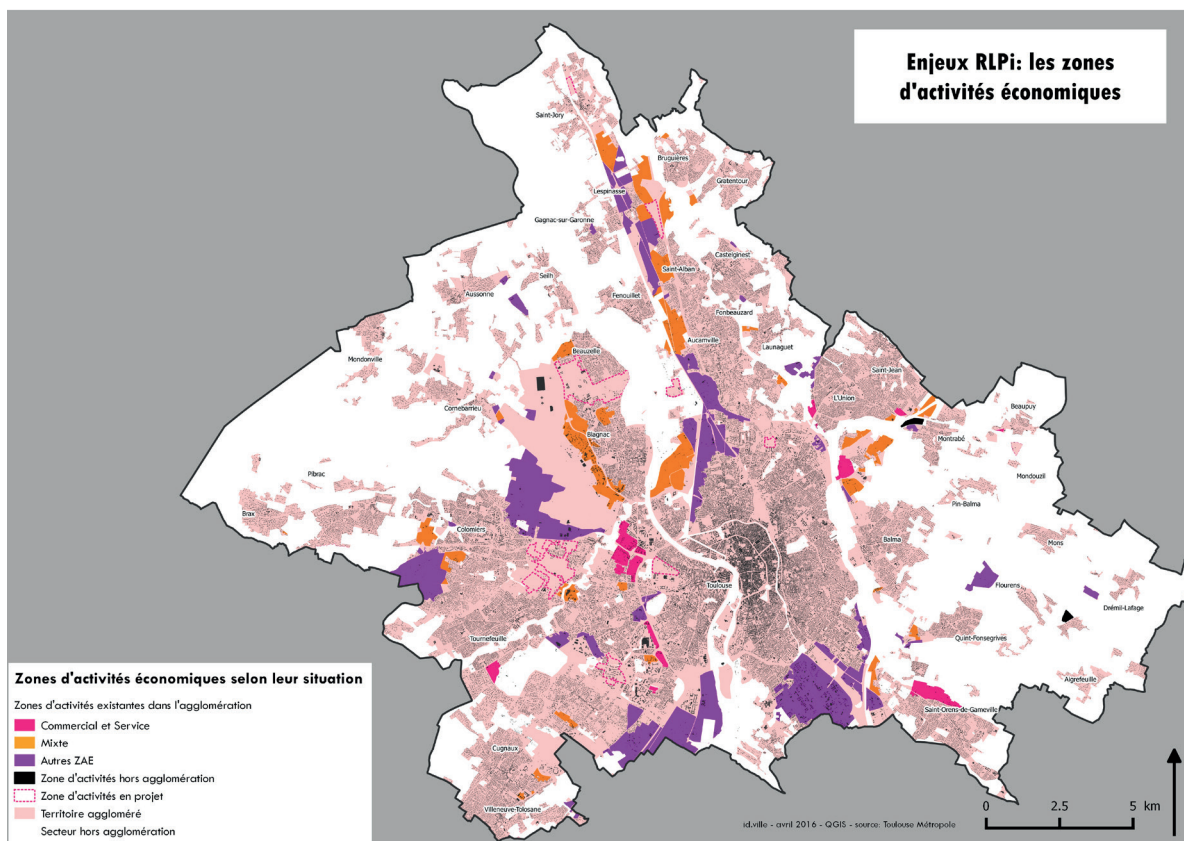 Enjeux RLPi: les zones
d'activités économiques
Saint-Jory
Bruguières
Gratentour
Lespinasse
Gagnac-sur-Garonne
Castelginest
Saint-Alban
Seilh
Aussonne
Fenouillet
Fonbeauzard
Aucamville
Launaguet
Beauzelle
Mondonville
Saint-Jean
L'Union
Beaupuy
Cornebarrieu
Blagnac
Montrabé
Mondouzil
Pibrac
Pin-Balma
Brax
Colomiers
Balma
Mons
Toulouse
Flourens
Drémil-Lafage
Tournefeuille
Quint-Fonsegrives
Aigrefeuille
Saint-Orens-de-Gameville
Cugnaux
Villeneuve-Tolosane
Zones d'activités économiques selon leur situation
Zones d'activités existantes dans l'agglomération
Commercial et Service
Mixte
Autres ZAE
Zone d'activités hors agglomération
Zone d'activités en projet
Territoire aggloméré
Secteur hors agglomération
0 2.5 5 km
id.ville - avril 2016 - QGIS - source: Toulouse Métropole